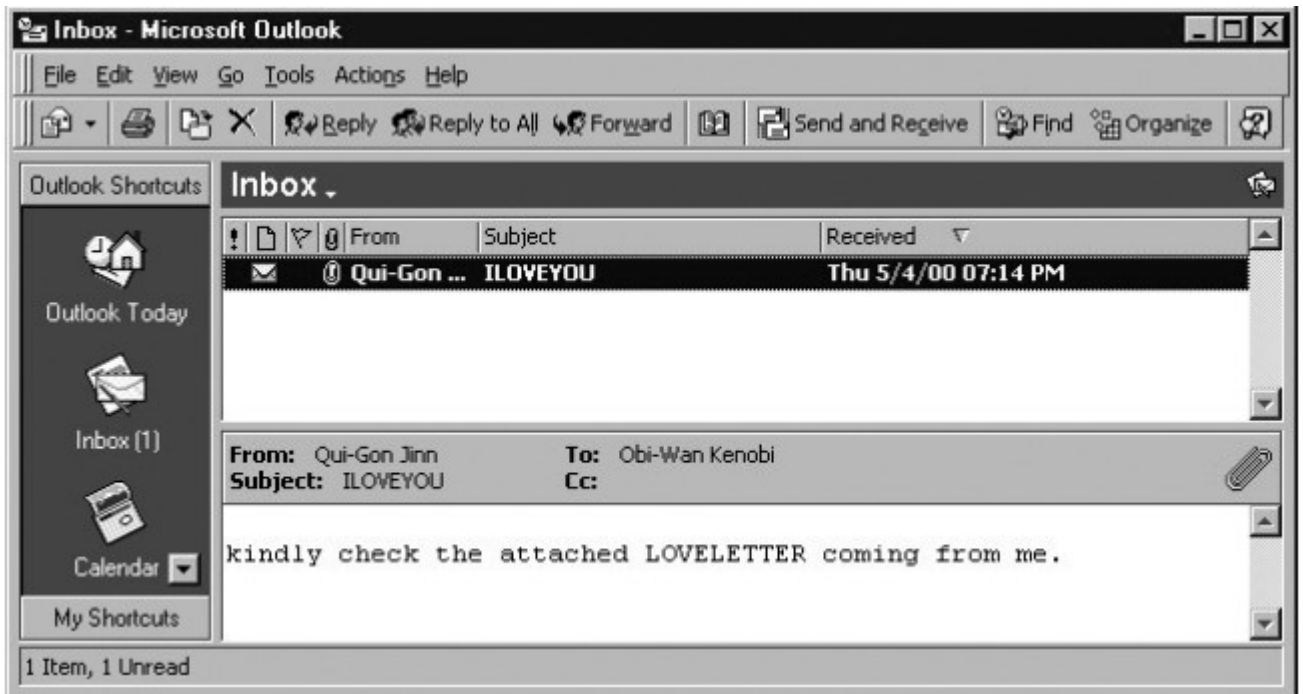 Inbox - Microsoft Outlook
File Edit View Go Tools Actions Help
Reply Reply to All Forward Send and Receive Find Organize
Outlook Shortcuts
Inbox
! From Subject Received
Qui-Gon ... ILOVEYOU Thu 5/4/00 07:14 PM
Outlook Today
Inbox (1)
From: Qui-Gon Jinn To: Obi-Wan Kenobi
Subject: ILOVEYOU Cc:
kindly check the attached LOVELETTER coming from me.
Calendar
My Shortcuts
1 Item, 1 Unread